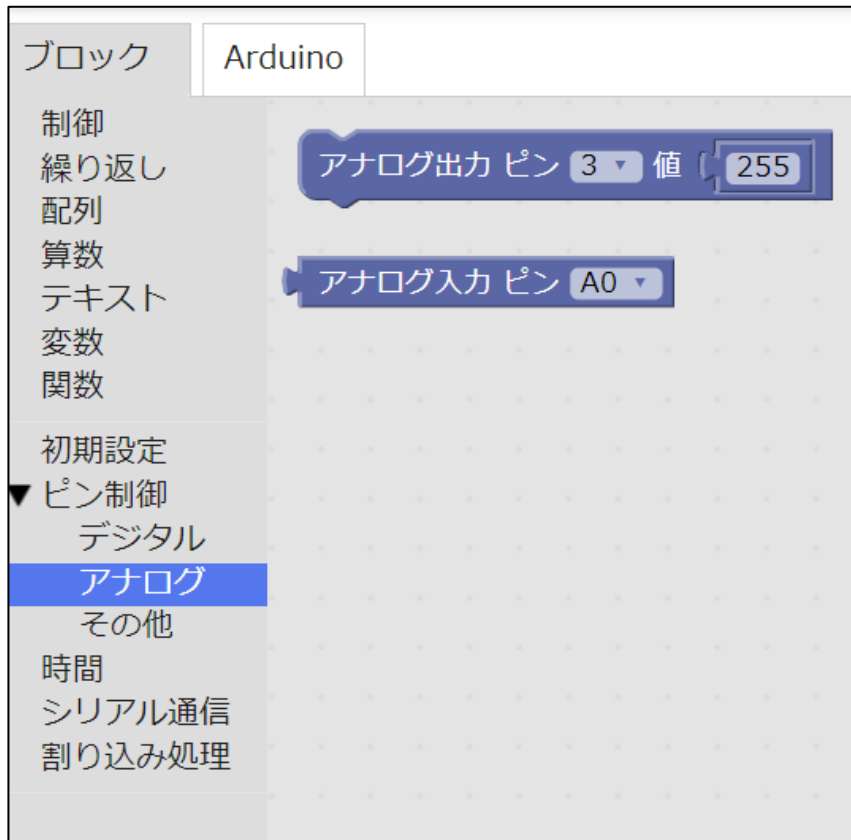 ブロック
Arduino
制御
繰り返し
配列
算数
テキスト
変数
関数
初期設定
ピン制御
デジタル
アナログ
その他
時間
シリアル通信
割り込み処理
アナログ出力 ピン 3 値 255
アナログ入力 ピン A0